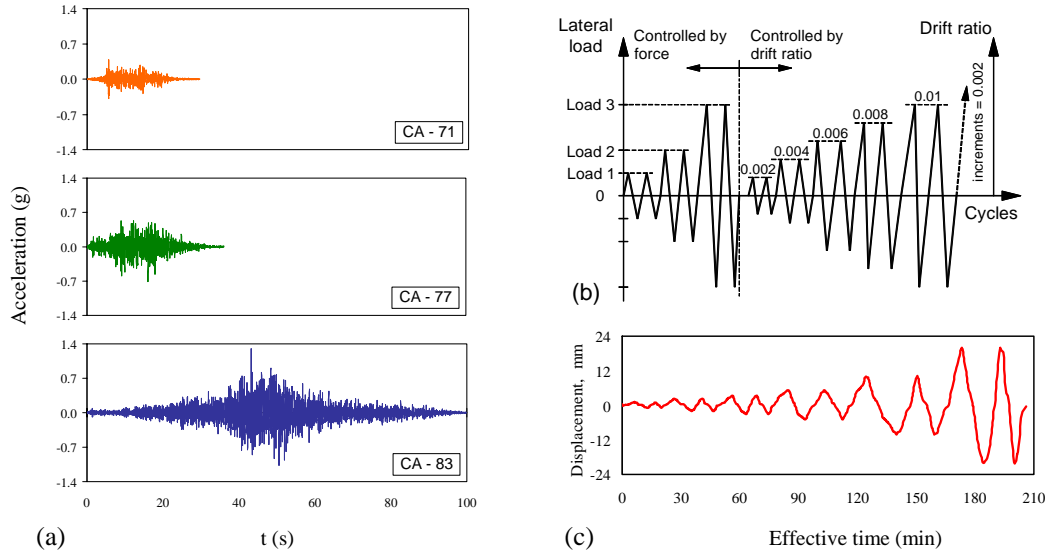 1.4
0.7
0.0
-0.7
-1.4
CA - 71
1.4
0.7
0.0
-0.7
-1.4
CA - 77
1.4
0.7
0.0
-0.7
-1.4
CA - 83
0 20 40 60 80 100
Acceleration (g)
(a)
t (s)
Lateral
load
Controlled by
force
Controlled by
drift ratio
Drift ratio
Load 3
Load 2
Load 1
0
0.002
0.004
0.006
0.008
0.01
increments = 0.002
Cycles
(b)
24
12
0
-12
-24
Displacement, mm
0 30 60 90 120 150 180 210
(c)
Effective time (min)